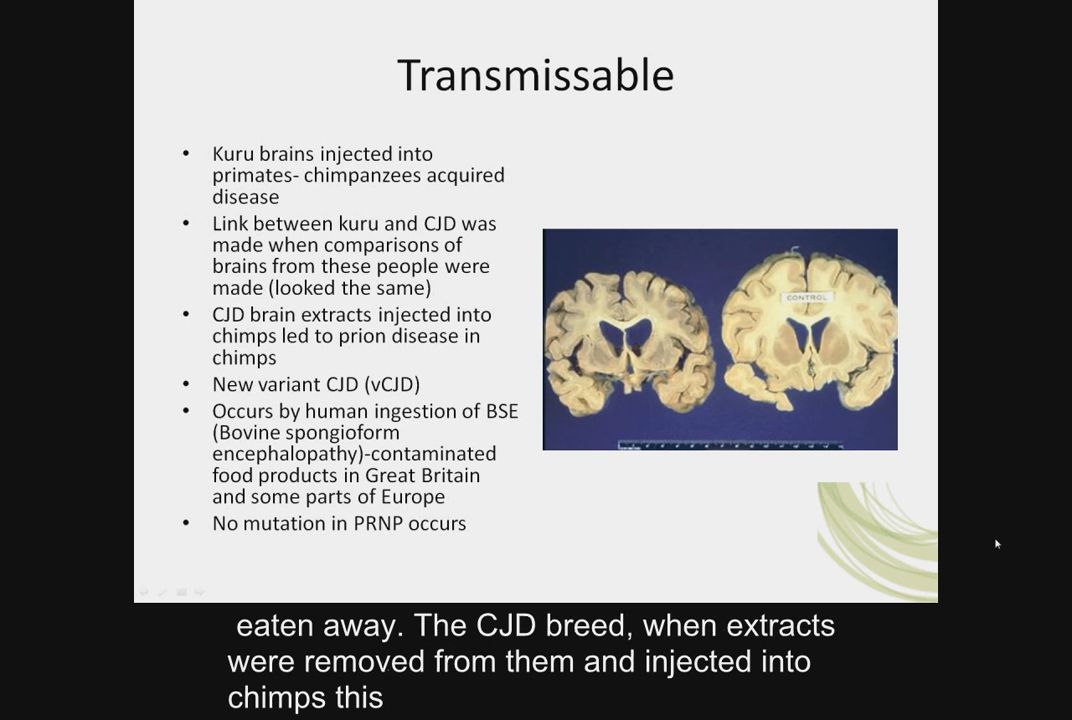 Transmissable
• Kuru brains injected into
primates- chimpanzees acquired
disease
• Link between kuru and CJD was
made when comparisons of
brains from these people were
made (looked the same)
• CJD brain extracts injected into
chimps led to prion disease in
chimps
• New variant CJD (vCJD)
• Occurs by human ingestion of BSE
(Bovine spongioform
encephalopathy)-contaminated
food products in Great Britain
and some parts of Europe
• No mutation in PRNP occurs
CONTROL
eaten away. The CJD breed, when extracts
were removed from them and injected into
chimps this